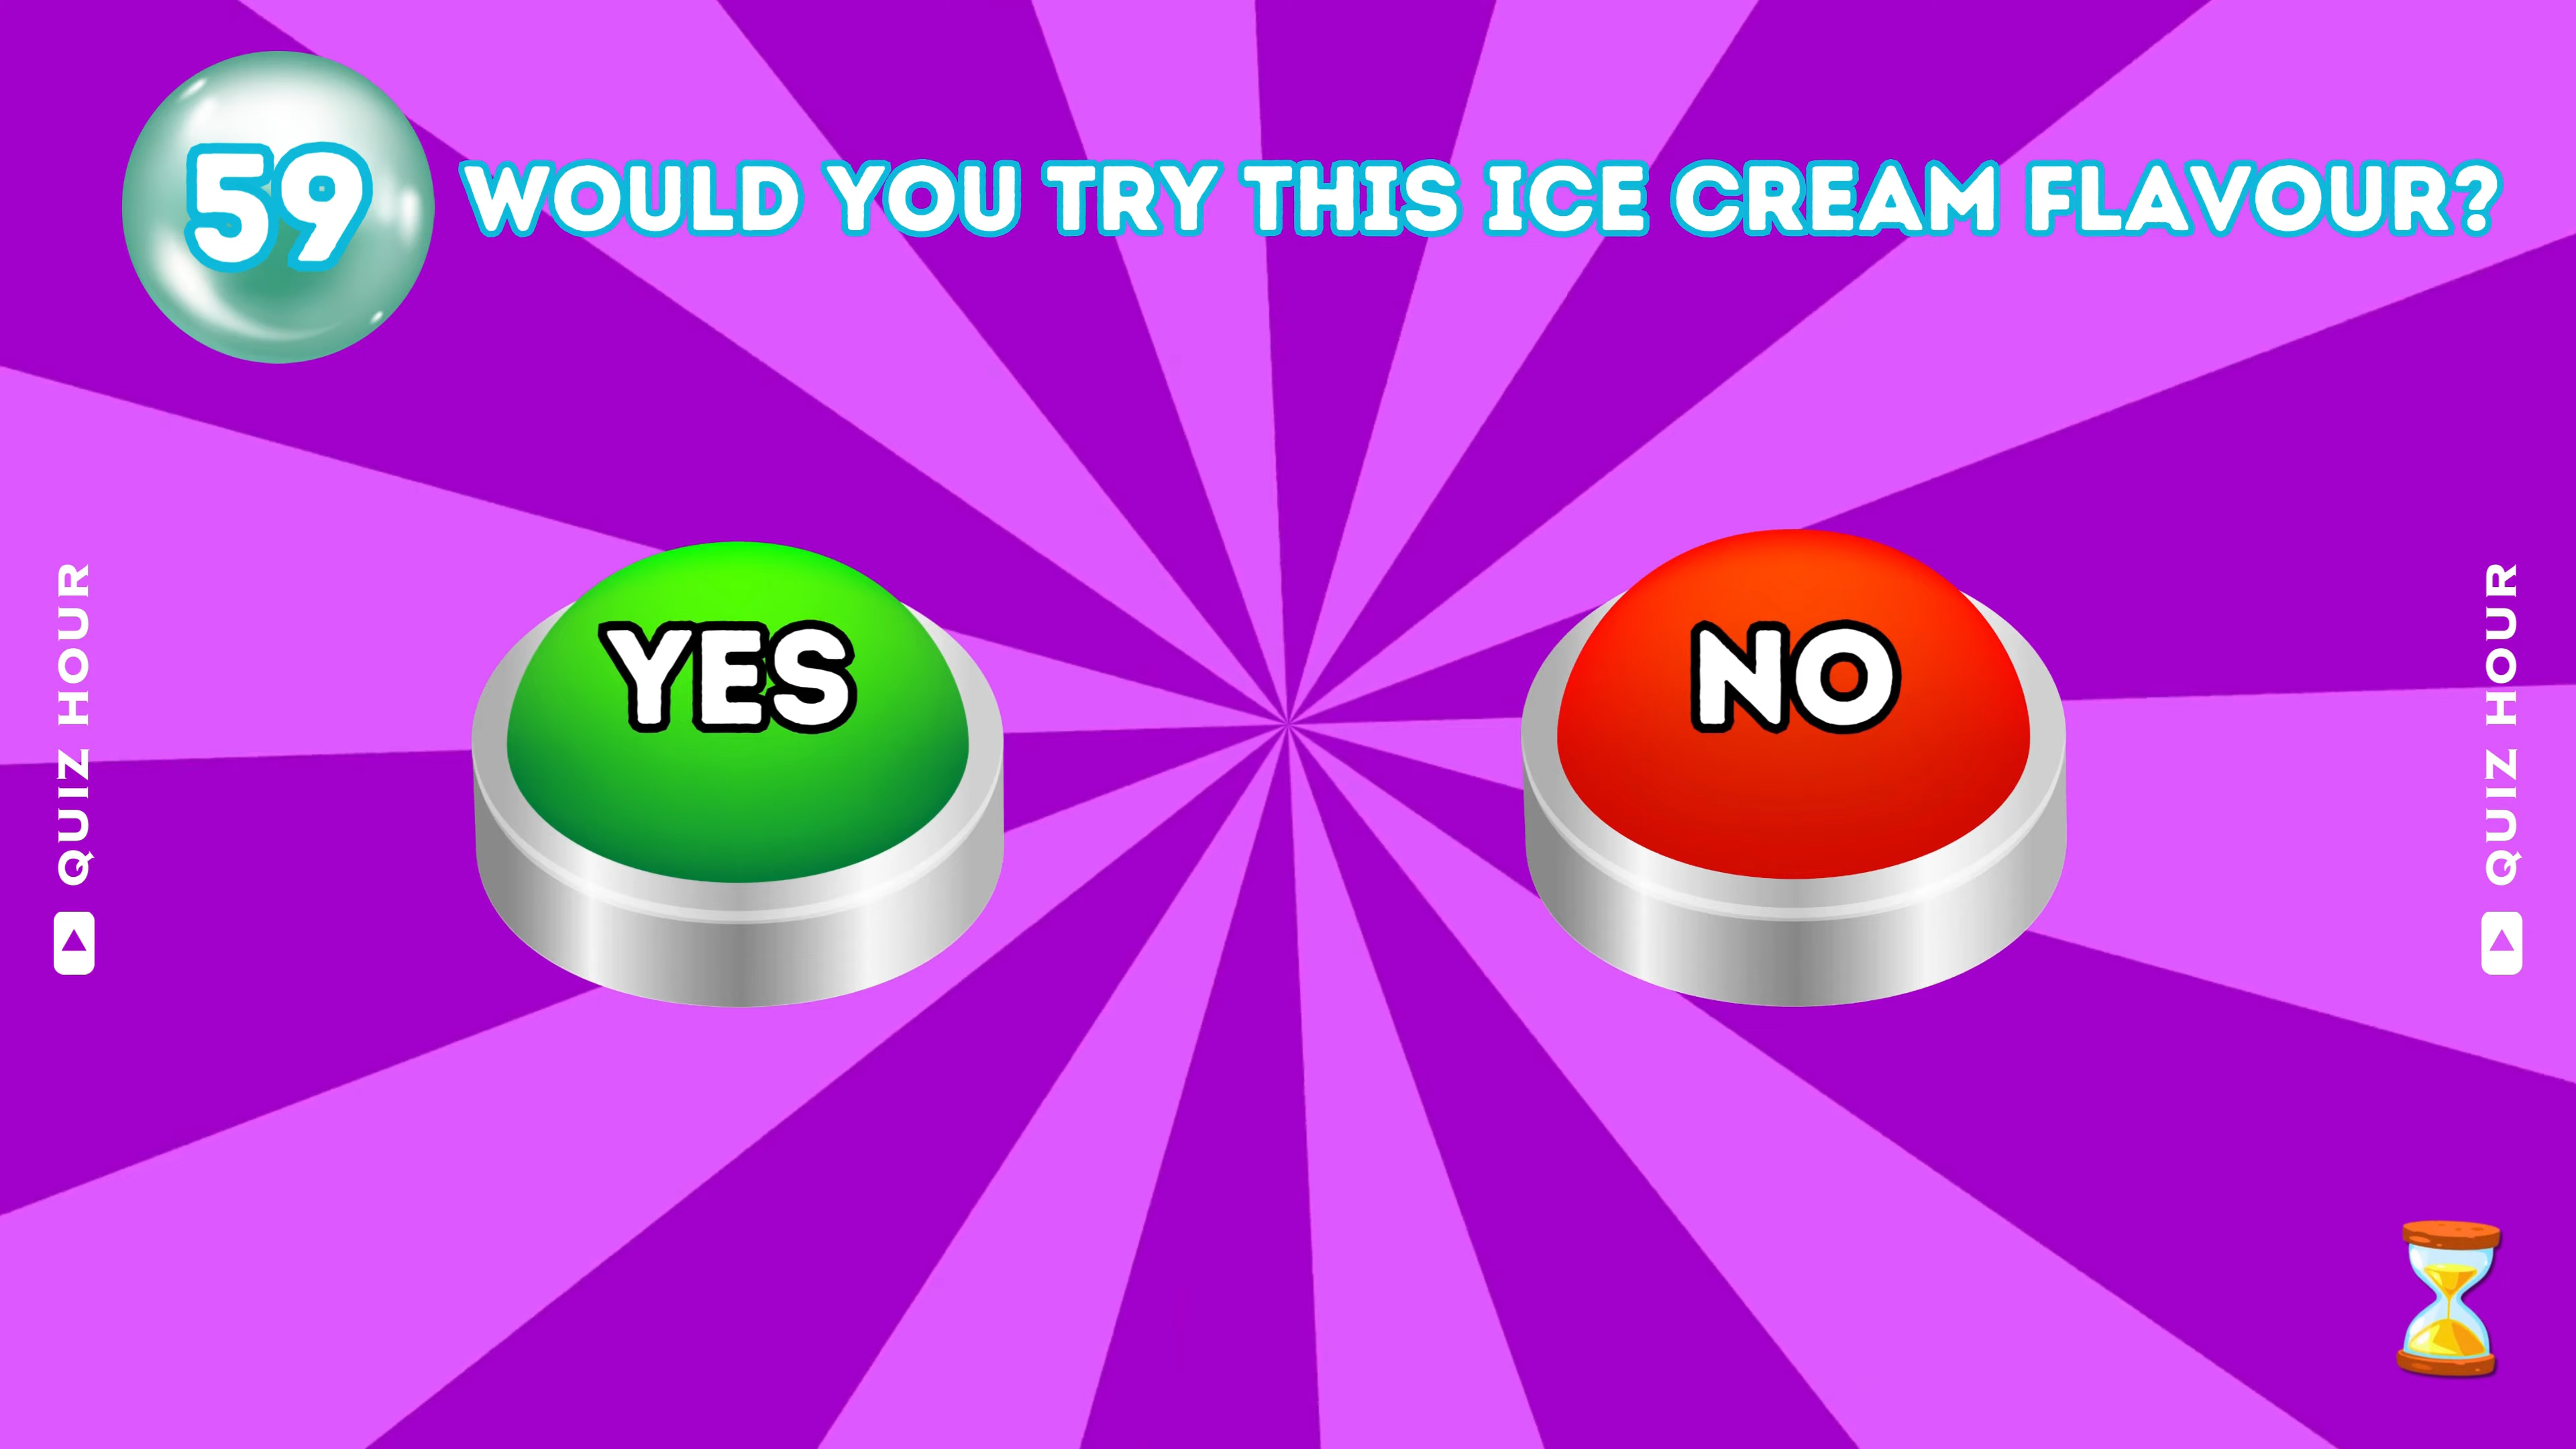 59
WOULD YOU TRY THIS ICE CREAM FLAVOUR?
YES
NO
QUIZ HOUR
QUIZ HOUR